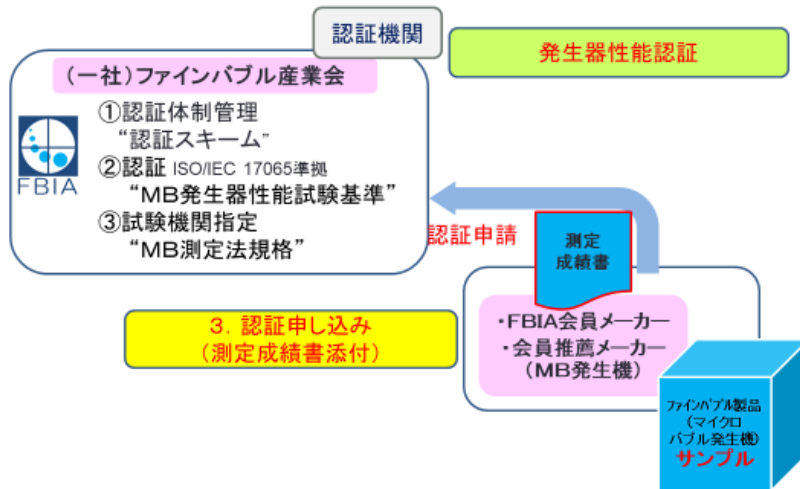 認証機関
発生器性能認証
（一社）ファインバブル産業会
①認証体制管理
“認証スキーム”
②認証 ISO/IEC 17065準拠
“MB発生器性能試験基準”
③試験機関指定
“MB測定法規格”
FBIA
認証申請
測定
成績書
３．認証申し込み
（測定成績書添付）
・FBIA会員メーカー
・会員推薦メーカー
（MB発生機）
ﾌｧｲﾝﾊﾞﾌﾞﾙ製品
（マイクロ
バブル発生機）
サンプル